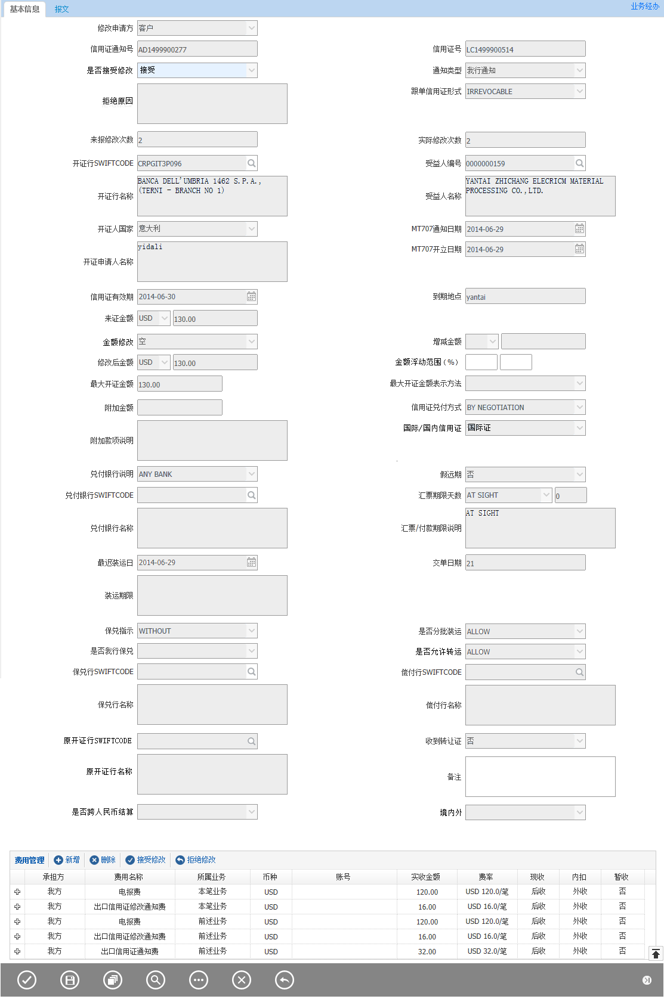 基本信息 报文 业务经办
修改申请方 客户
信用证通知号 AD1499900277 信用证号 LC1499900514
是否接受修改 接受 通知类型 我行通知
拒绝原因 跟单信用证形式 IRREVOCABLE
来报修改次数 2 实际修改次数 2
开证行SWIFTCODE CRPGIT3P096 受益人编号 0000000159
开证行名称 BANCA DELL'UMBRIA 1462 S.P.A.,
(TERNI - BRANCH NO 1)
受益人名称 YANTAI ZHICHANG ELECRICM MATERIAL
PROCESSING CO.,LTD.
开证人国家 意大利 MT707通知日期 2014-06-29
开证申请人名称 yidali MT707开立日期 2014-06-29
信用证有效期 2014-06-30 到期地点 yantai
来证金额 USD 130.00
金额修改 空 增减金额
修改后金额 USD 130.00 金额浮动范围（%）
最大开证金额 130.00 最大开证金额表示方法
附加金额 信用证兑付方式 BY NEGOTIATION
附加款项说明 国际/国内信用证 国际证
兑付银行说明 ANY BANK 假远期 否
兑付银行SWIFTCODE 汇票期限天数 AT SIGHT 0
兑付银行名称 汇票/付款期限说明 AT SIGHT
最迟装运日 2014-06-29 交单日期 21
装运期限
保兑指示 WITHOUT 是否分批装运 ALLOW
是否我行保兑 是否允许转运 ALLOW
保兑行SWIFTCODE 偿付行SWIFTCODE
保兑行名称 偿付行名称
原开证行SWIFTCODE 收到转让证 否
原开证行名称 备注
是否跨人民币结算 境内外
费用管理 新增 删除 接受修改 拒绝修改
承担方 费用名称 所属业务 币种 账号 实收金额 费率 现收 内扣 暂收
我方 电报费 本笔业务 USD 120.00 USD 120.0/笔 后收 外收 否
我方 出口信用证修改通知费 本笔业务 USD 16.00 USD 16.0/笔 后收 外收 否
我方 电报费 前述业务 USD 120.00 USD 120.0/笔 后收 外收 否
我方 出口信用证修改通知费 前述业务 USD 16.00 USD 16.0/笔 后收 外收 否
我方 出口信用证通知费 前述业务 USD 32.00 USD 32.0/笔 后收 外收 否